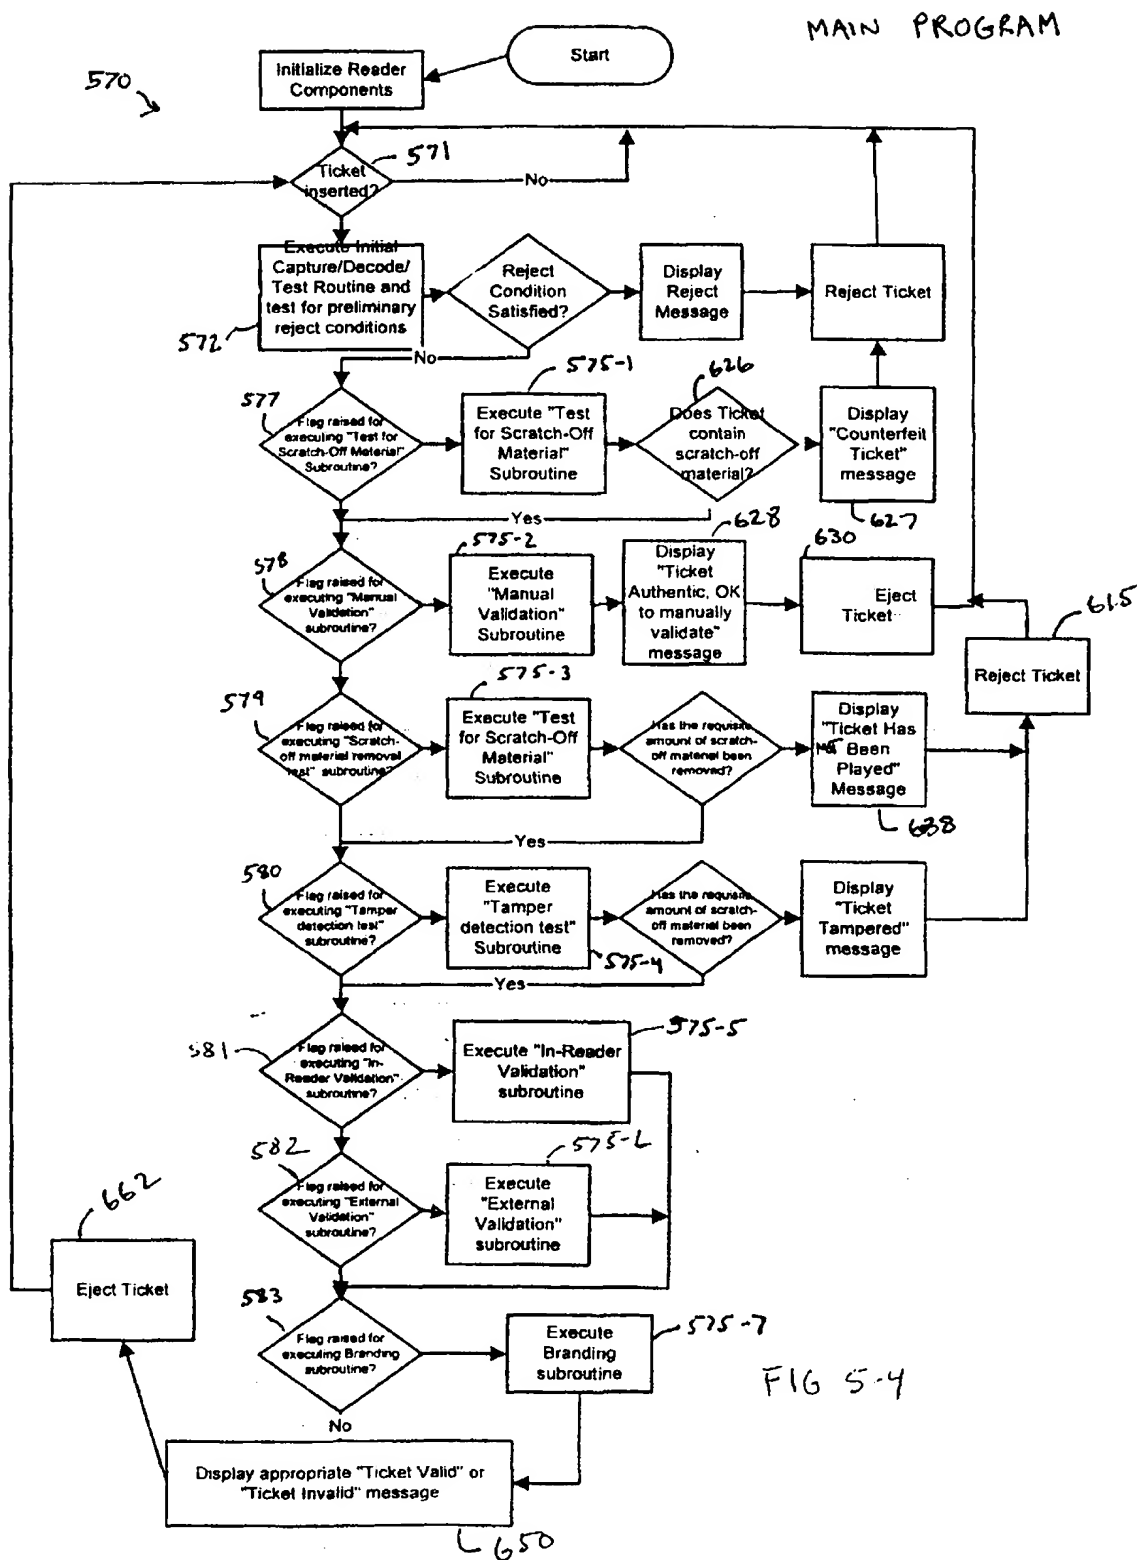 MAIN PROGRAM
Start
Initialize Reader
Components
570
571
Ticket
inserted?
No
Execute Initial
Capture/Decode/
Test Routine and
test for preliminary
reject conditions
572
Reject
Condition
Satisfied?
Display
Reject
Message
Reject Ticket
No
577
Flag raised for
executing "Test for
Scratch-Off Material"
Subroutine?
575-1
Execute "Test
for Scratch-Off
Material"
Subroutine
626
Does Ticket
contain
scratch-off
material?
Display
"Counterfeit
Ticket"
message
627
Yes
578
Flag raised for
executing "Manual
Validation"
subroutine?
575-2
Execute
"Manual
Validation"
Subroutine
628
Display
"Ticket
Authentic, OK
to manually
validate"
message
630
Eject
Ticket
615
Reject Ticket
579
Flag raised for
executing "Scratch-
off material removal
test" subroutine?
575-3
Execute "Test
for Scratch-Off
Material"
Subroutine
Has the requisite
amount of scratch-
off material been
removed?
Display
"Ticket Has
Not Been
Played"
Message
638
Yes
580
Flag raised for
executing "Tamper
detection test"
subroutine?
Execute
"Tamper
detection test"
Subroutine
575-4
Has the requisite
amount of scratch-
off material been
removed?
Display
"Ticket
Tampered"
message
Yes
581
Flag raised for
executing "In-
Reader Validation"
subroutine?
575-5
Execute "In-Reader
Validation"
subroutine
582
Flag raised for
executing "External
Validation"
subroutine?
575-6
Execute
"External
Validation"
subroutine
662
Eject Ticket
583
Flag raised for
executing Branding
subroutine?
575-7
Execute
Branding
subroutine
FIG 5-4
No
Display appropriate "Ticket Valid" or
"Ticket Invalid" message
650